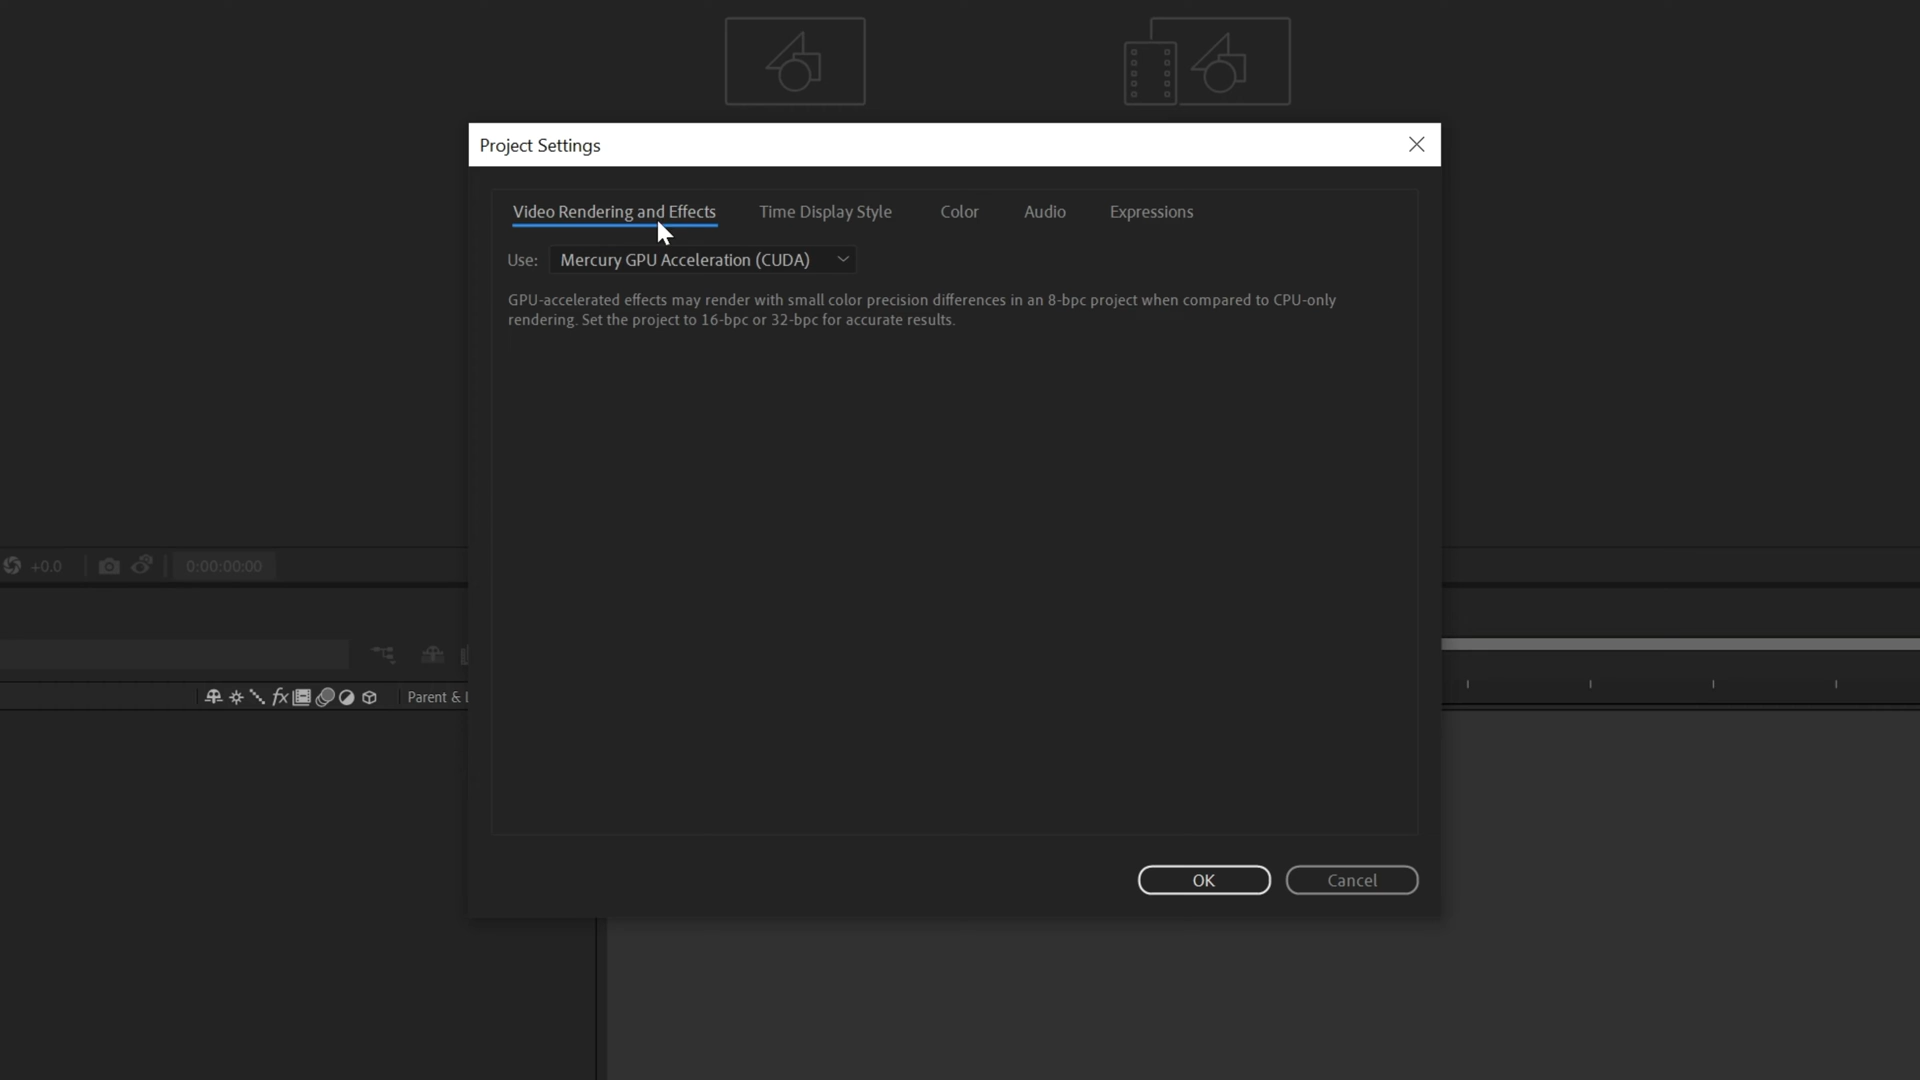 Project Settings
Video Rendering and Effects Time Display Style Color Audio Expressions
Use: Mercury GPU Acceleration (CUDA)
GPU-accelerated effects may render with small color precision differences in an 8-bpc project when compared to CPU-only
rendering. Set the project to 16-bpc or 32-bpc for accurate results.
+0.0 0:00:00:00
fx Parent & L
OK Cancel